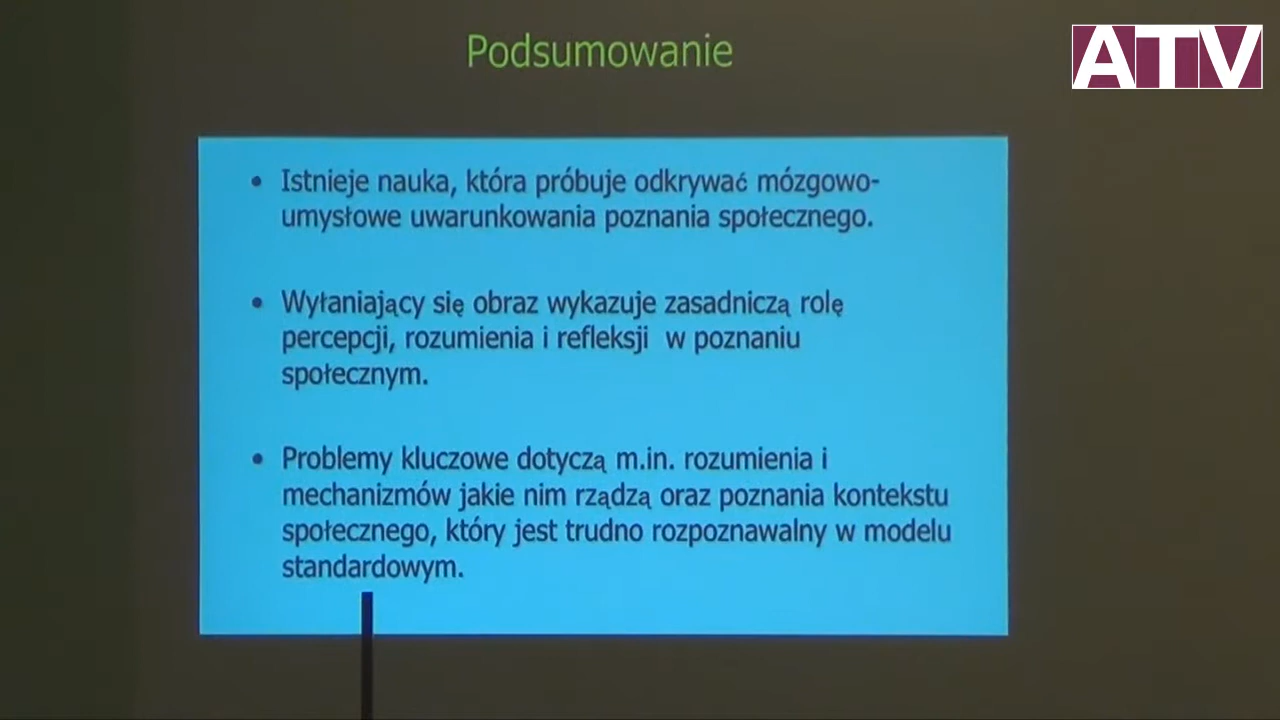 Podsumowanie
ATV
• Istnieje nauka, która próbuje odkrywać mózgowo-
umysłowe uwarunkowania poznania społecznego.
• Wyłaniający się obraz wykazuje zasadniczą rolę
percepcji, rozumienia i refleksji w poznaniu
społecznym.
• Problemy kluczowe dotyczą m.in. rozumienia i
mechanizmów jakie nim rządzą oraz poznania kontekstu
społecznego, który jest trudno rozpoznawalny w modelu
standardowym.